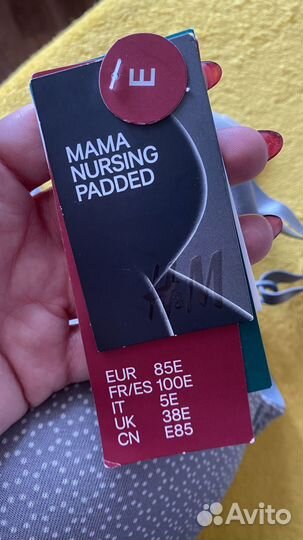 E
MAMA
NURSING
PADDED
H&M
EUR 85E
FR/ES 100E
IT 5E
UK 38E
CN E85
Avito